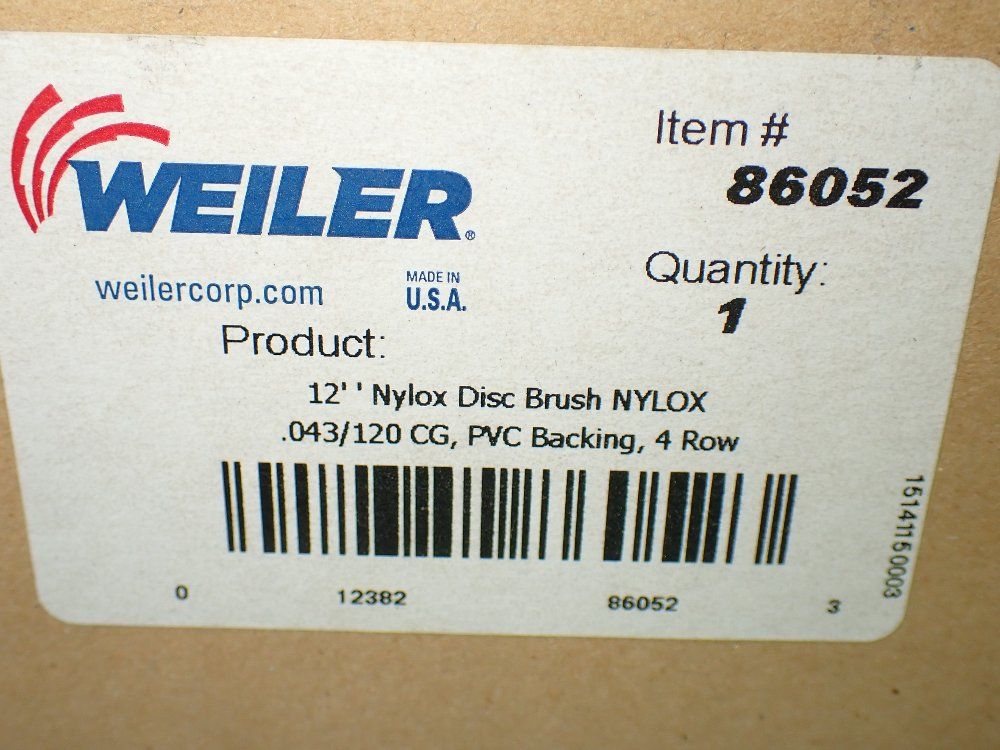 WEILER®
weilercorp.com
MADE IN
U.S.A.
Item #
86052
Quantity:
1
Product:
12'' Nylox Disc Brush NYLOX
.043/120 CG, PVC Backing, 4 Row
0 12382 86052 3
15141150003